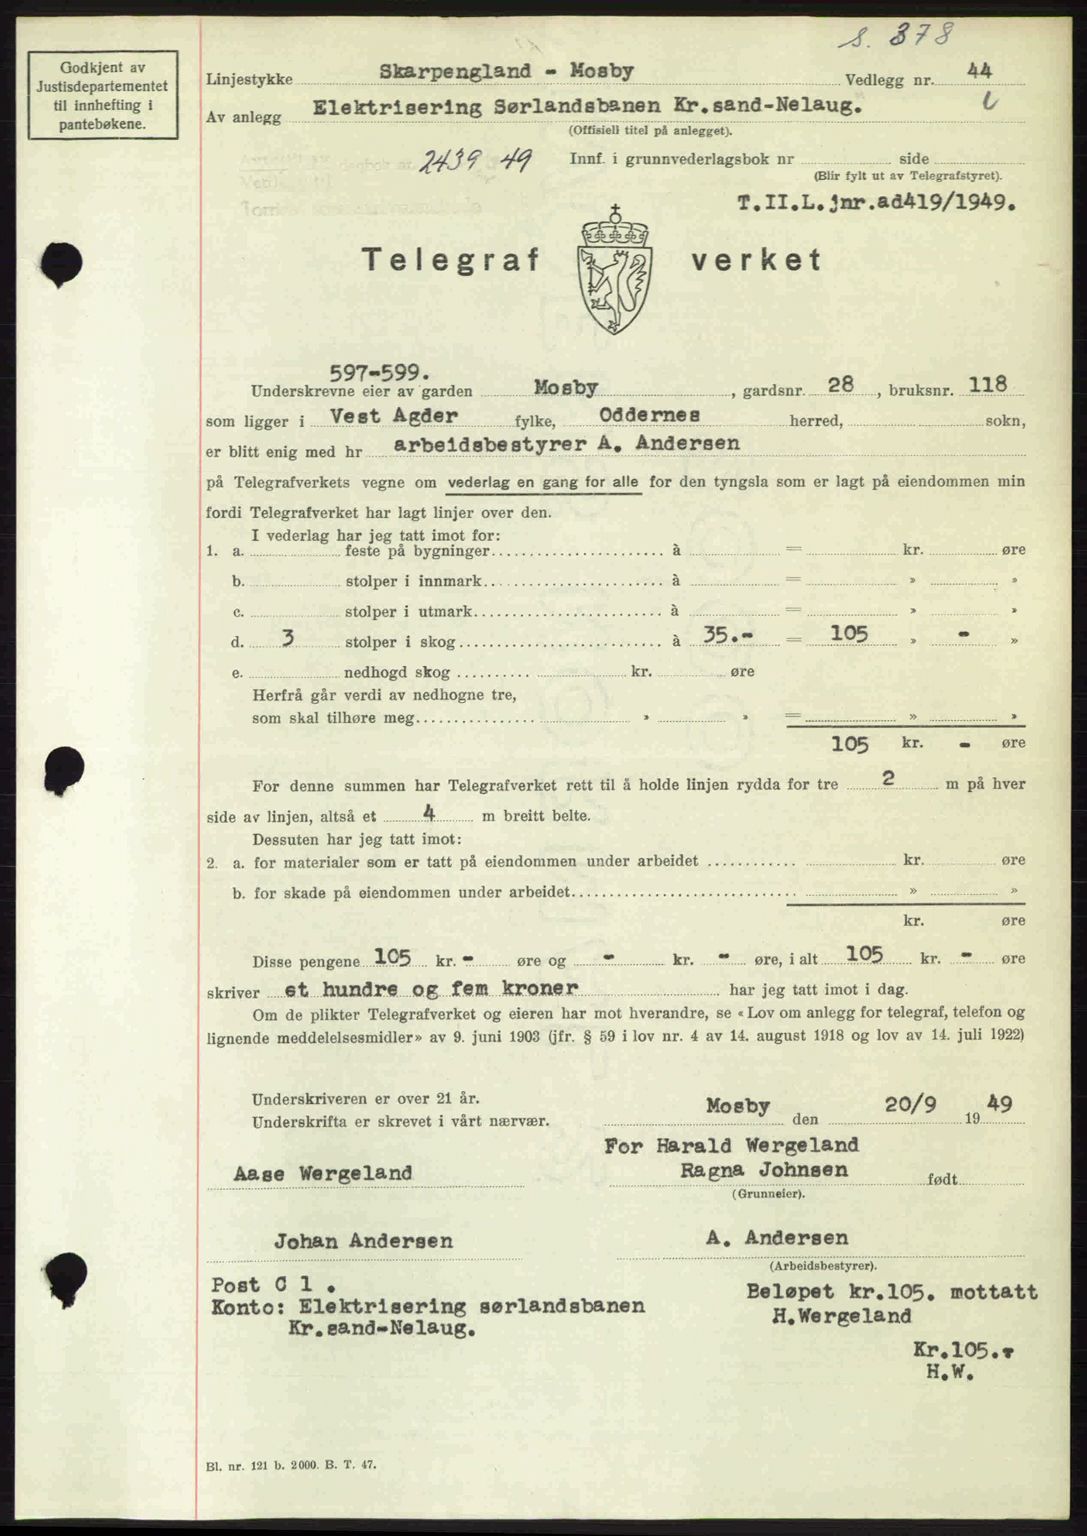 s. 378
Godkjent av
Justisdepartementet
til innhefting i
pantebøkene.
Linjestykke Skarpengland - Mosby Vedlegg nr. 44
Av anlegg Elektrisering Sørlandsbanen Kr.sand-Nelaug.
(Offisiell titel på anlegget).
2439 49 Innf. i grunnvederlagsbok nr side
(Blir fylt ut av Telegrafstyret).
T.II.L.jnr.ad419/1949.
Telegraf verket
597-599.
Underskrevne eier av garden Mosby, gardsnr. 28, bruksnr. 118
som ligger i Vest Agder fylke, Oddernes herred, sokn,
er blitt enig med hr arbeidsbestyrer A. Andersen
på Telegrafverkets vegne om vederlag en gang for alle for den tyngsla som er lagt på eiendommen min
fordi Telegrafverket har lagt linjer over den.
I vederlag har jeg tatt imot for:
1. a. feste på bygninger à = kr. øre
b. stolper i innmark à = » »
c. stolper i utmark à = » »
d. 3 stolper i skog à 35.- = 105 » - »
e. nedhogd skog kr. øre
Herfrå går verdi av nedhogne tre,
som skal tilhøre meg » » = » »
105 kr. - øre
For denne summen har Telegrafverket rett til å holde linjen rydda for tre 2 m på hver
side av linjen, altså et 4 m breitt belte.
Dessuten har jeg tatt imot:
2. a. for materialer som er tatt på eiendommen under arbeidet kr. øre
b. for skade på eiendommen under arbeidet » »
kr. øre
Disse pengene 105 kr. - øre og - kr. - øre, i alt 105 kr. - øre
skriver et hundre og fem kroner har jeg tatt imot i dag.
Om de plikter Telegrafverket og eieren har mot hverandre, se «Lov om anlegg for telegraf, telefon og
lignende meddelelsesmidler» av 9. juni 1903 (jfr. § 59 i lov nr. 4 av 14. august 1918 og lov av 14. juli 1922)
Underskriveren er over 21 år.
Underskrifta er skrevet i vårt nærvær.
Mosby den 20/9 1949
For Harald Wergeland
Aase Wergeland Ragna Johnsen født
(Grunneier).
Johan Andersen A. Andersen
(Arbeidsbestyrer).
Post C 1 .
Konto: Elektrisering sørlandsbanen
Kr.sand-Nelaug.
Beløpet kr.105. mottatt
H.Wergeland
Kr.105.
H.W.
Bl. nr. 121 b. 2000. B. T. 47.